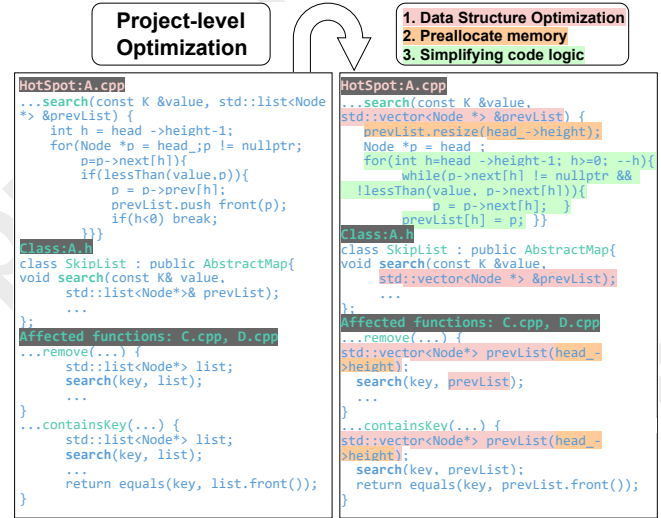 Project-level
Optimization
1. Data Structure Optimization
2. Preallocate memory
3. Simplifying code logic
HotSpot:A.cpp
...search(const K &value, std::list<Node
*> &prevList) {
int h = head_->height-1;
for(Node *p = head_;p != nullptr;
p=p->next[h]){
if(lessThan(value,p)){
p = p->prev[h];
prevList.push_front(p);
if(h<0) break;
}}}
Class:A.h
class SkipList : public AbstractMap{
void search(const K& value,
std::list<Node*>& prevList);
...
};
Affected functions: C.cpp, D.cpp
...remove(...) {
std::list<Node*> list;
search(key, list);
...
}
...containsKey(...) {
std::list<Node*> list;
search(key, list);
...
return equals(key, list.front());
}
HotSpot:A.cpp
...search(const K &value,
std::vector<Node *> &prevList) {
prevList.resize(head_->height);
Node *p = head_;
for(int h=head_->height-1; h>=0; --h){
while(p->next[h] != nullptr &&
!lessThan(value, p->next[h])){
p = p->next[h]; }
prevList[h] = p; }}
Class:A.h
class SkipList : public AbstractMap{
void search(const K &value,
std::vector<Node *> &prevList);
...
};
Affected functions: C.cpp, D.cpp
...remove(...) {
std::vector<Node*> prevList(head_-
>height);
search(key, prevList);
...
}
...containsKey(...) {
std::vector<Node*> prevList(head_-
>height);
search(key, prevList);
return equals(key, prevList.front());
}